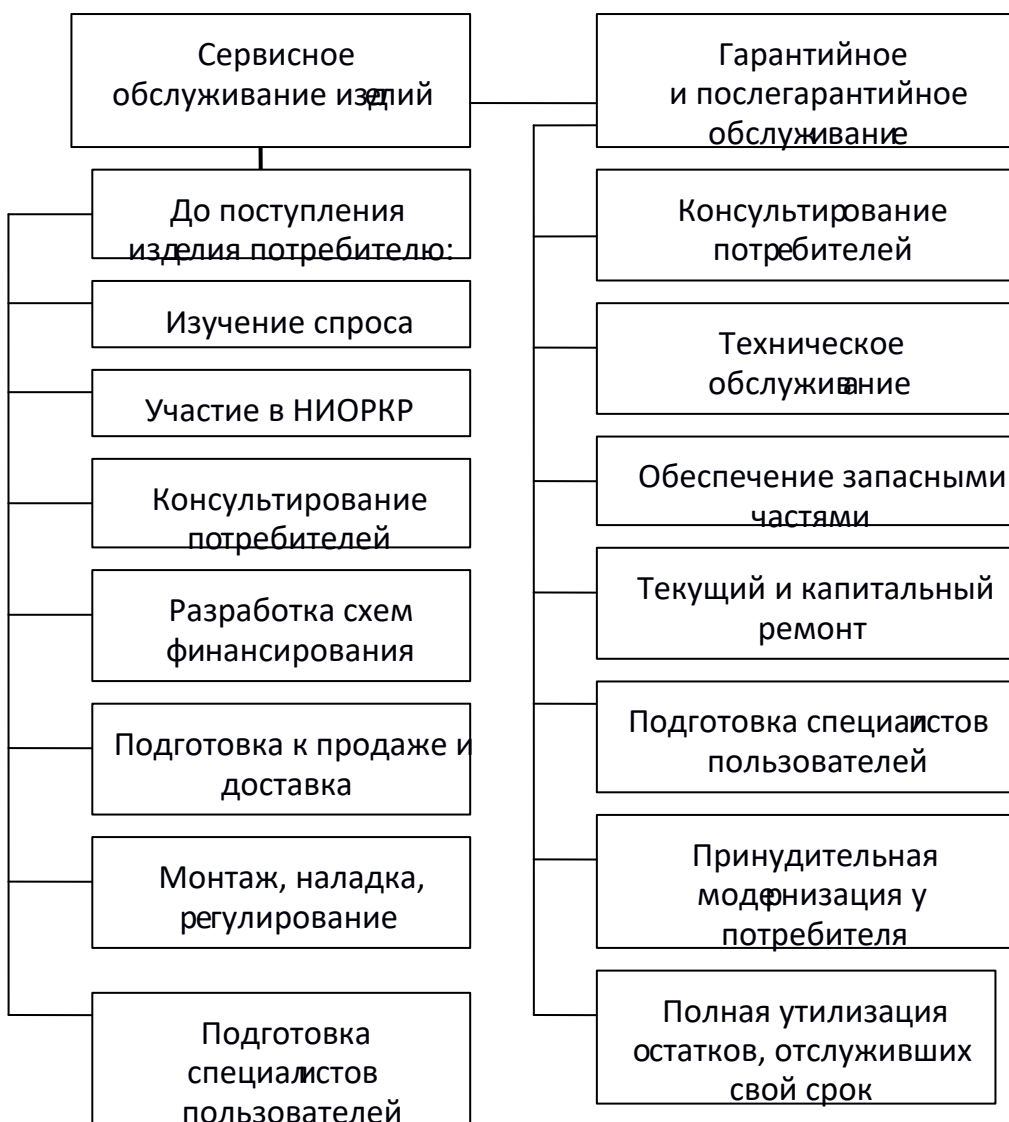 Сервисное
обслуживание изделий
До поступления
изделия потребителю:
Изучение спроса
Участие в НИОРКР
Консультирование
потребителей
Разработка схем
финансирования
Подготовка к продаже и
доставка
Монтаж, наладка,
регулирование
Подготовка
специалистов
пользователей
Гарантийное
и послегарантийное
обслуживание
Консультирование
потребителей
Техническое
обслуживание
Обеспечение запасными
частями
Текущий и капитальный
ремонт
Подготовка специалистов
пользователей
Принудительная
модернизация у
потребителя
Полная утилизация
остатков, отслуживших
свой срок